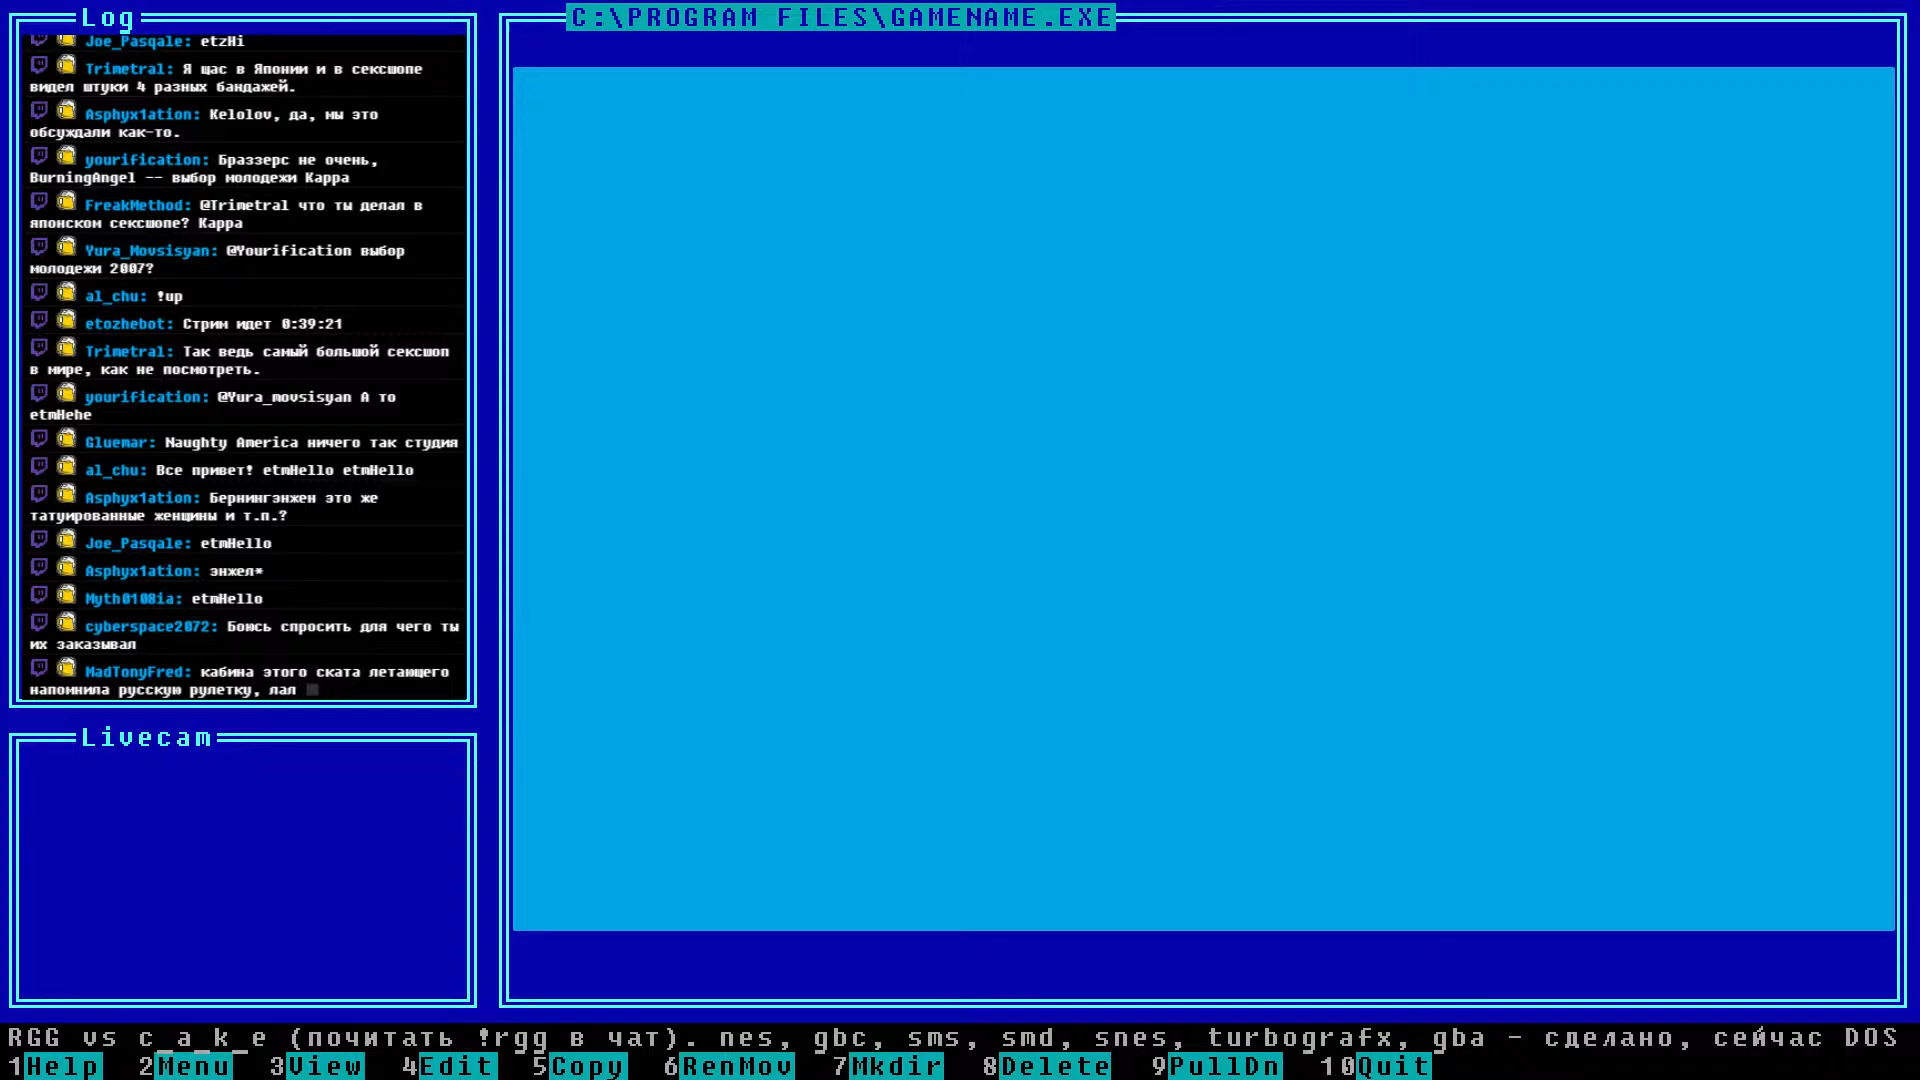 Log
Joe_Pasqale: etzHi
Trimetral: Я щас в Японии и в сексшопе
видел штуки 4 разных бандажей.
Asphyx1ation: Kelolov, да, мы это
обсуждали как-то.
yourification: Браззерс не очень,
BurningAngel -- выбор молодежи Kappa
FreakMethod: @Trimetral что ты делал в
японском сексшопе? Kappa
Yura_Movsisyan: @Yourification выбор
молодежи 2007?
al_chu: !up
etozhebot: Стрим идет 0:39:21
Trimetral: Так ведь самый большой сексшоп
в мире, как не посмотреть.
yourification: @Yura_movsisyan А то
etmHehe
Gluemar: Naughty America ничего так студия
al_chu: Все привет! etmHello etmHello
Asphyx1ation: Бернингэнжен это же
татуированные женщины и т.п.?
Joe_Pasqale: etmHello
Asphyx1ation: энжел*
Myth0108ia: etmHello
cyberspace2072: Боюсь спросить для чего ты
их заказывал
MadTonyFred: кабина этого ската летающего
напомнила русскую рулетку, лал
Livecam
C:\PROGRAM FILES\GAMENAME.EXE
RGG vs c_a_k_e (почитать !rgg в чат). nes, gbc, sms, smd, snes, turbografx, gba - сделано, сейчас DOS
1Help 2Menu 3View 4Edit 5Copy 6RenMov 7Mkdir 8Delete 9PullDn 10Quit